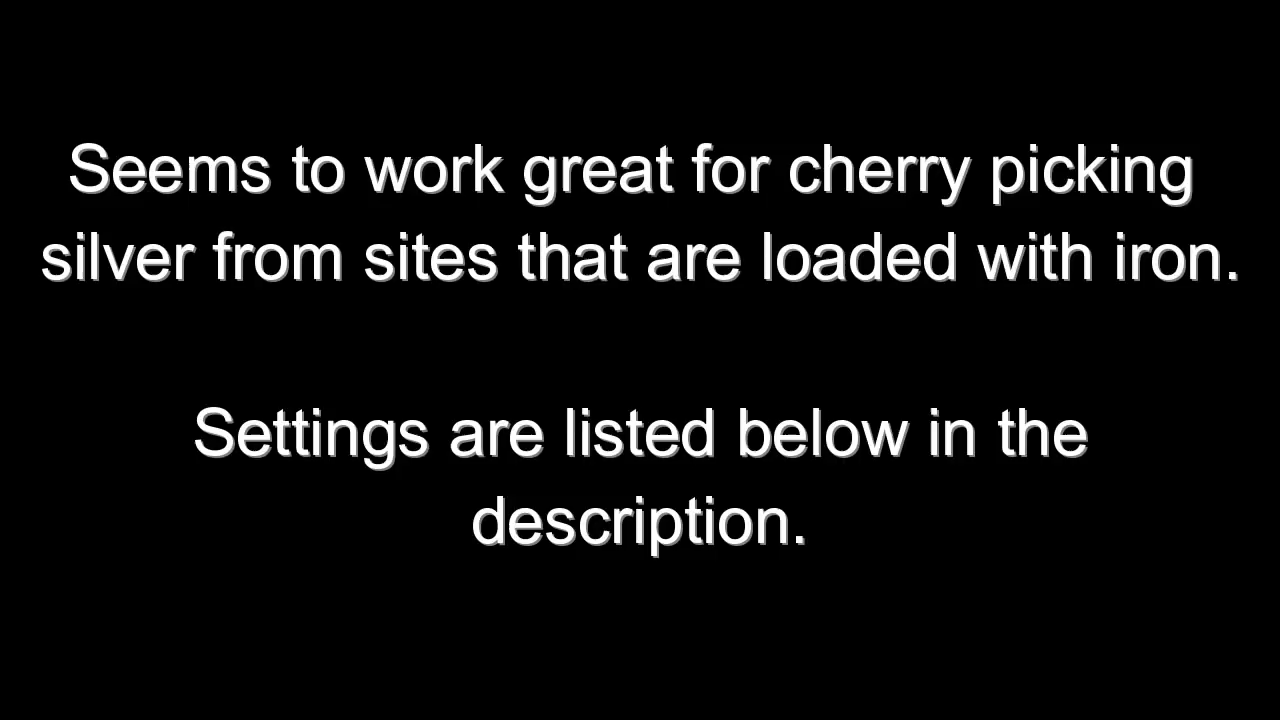 Seems to work great for cherry picking
silver from sites that are loaded with iron.
Settings are listed below in the
description.